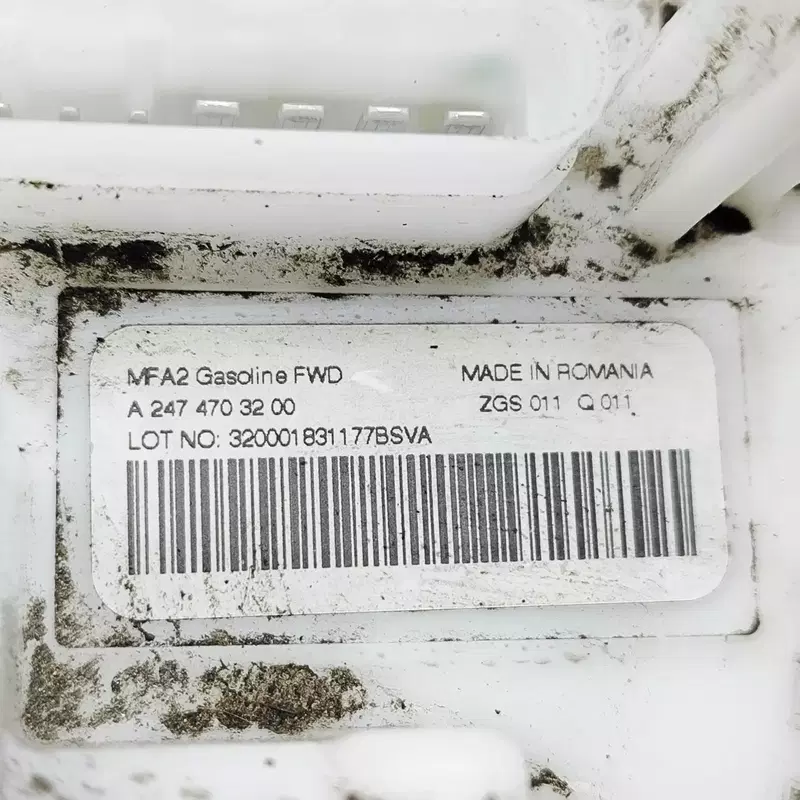 MFA2 Gasoline FWD MADE IN ROMANIA
A 247 470 32 00 ZGS 011 Q 011
LOT NO: 320001831177BSVA